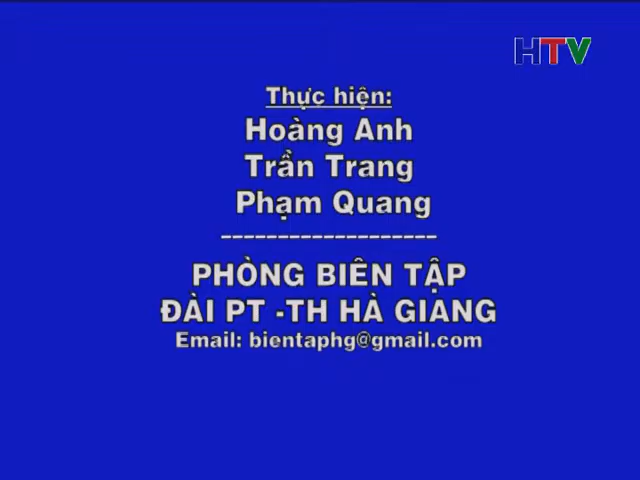 HTV
Thực hiện:
Hoàng Anh
Trần Trang
Phạm Quang
-------------------
PHÒNG BIÊN TẬP
ĐÀI PT -TH HÀ GIANG
Email: bientaphg@gmail.com